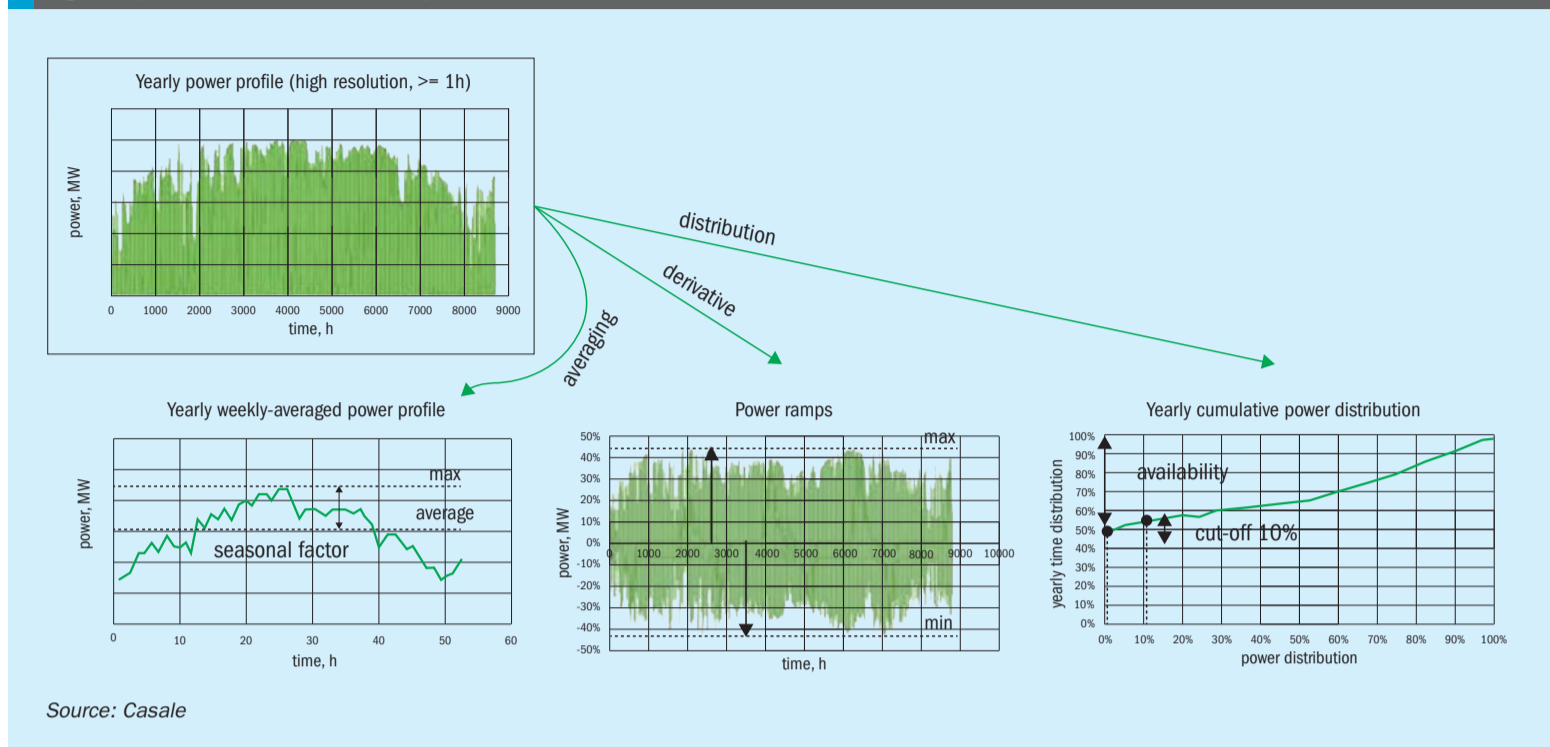 Yearly power profile (high resolution, >= 1h)
power, MW
0 1000 2000 3000 4000 5000 6000 7000 8000 9000
time, h
distribution
derivative
averaging
Yearly weekly-averaged power profile
power, MW
max
average
seasonal factor
0 10 20 30 40 50 60
time, h
Power ramps
power, MW
50%
40%
30%
20%
10%
0%
-10%
-20%
-30%
-40%
-50%
max
0 1000 2000 3000 4000 5000 6000 7000 8000 9000 10000
min
time, h
Yearly cumulative power distribution
yearly time distribution
100%
90%
80%
70%
60%
50%
40%
30%
20%
10%
0%
availability
cut-off 10%
0% 10% 20% 30% 40% 50% 60% 70% 80% 90% 100%
power distribution
Source: Casale